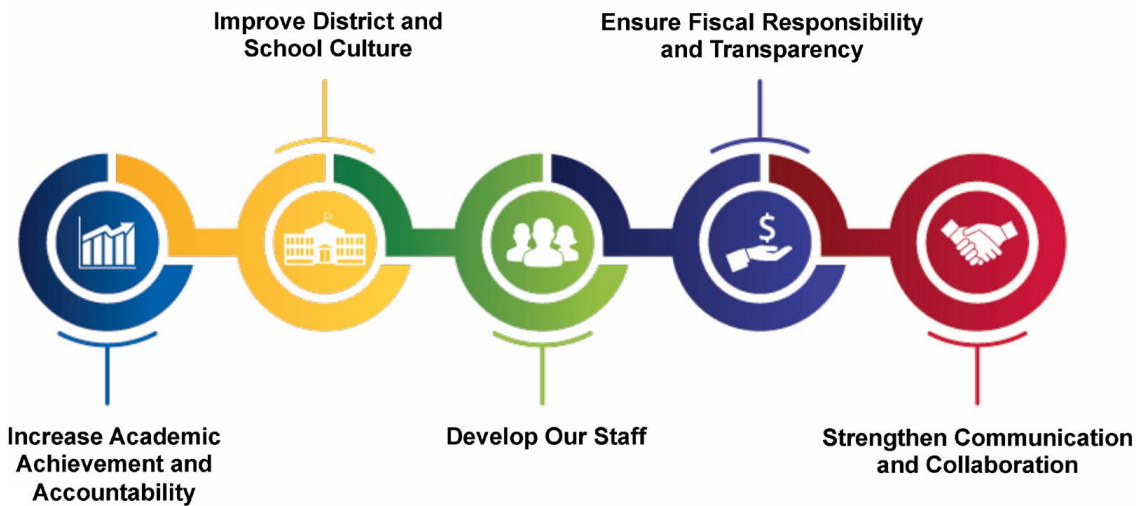 Improve District and
School Culture
Ensure Fiscal Responsibility
and Transparency
$
Increase Academic
Achievement and
Accountability
Develop Our Staff
Strengthen Communication
and Collaboration